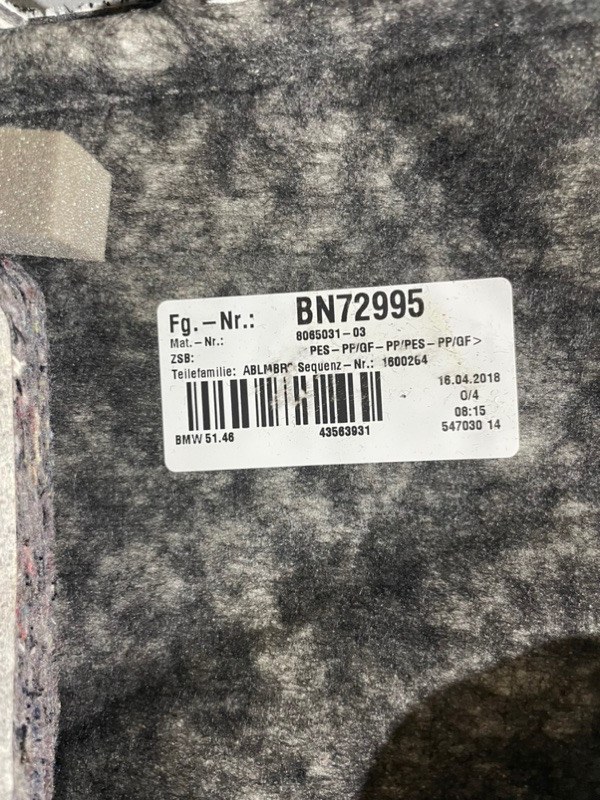 Fg.-Nr.: BN72995
Mat.-Nr.: 8065031-03
ZSB: PES-PP/GF-PP/PES-PP/GF>
Teilefamilie: Sequenz-Nr.: 1600264
16.04.2018
0/4
08:15
BMW 51.46 43563931 547030 14